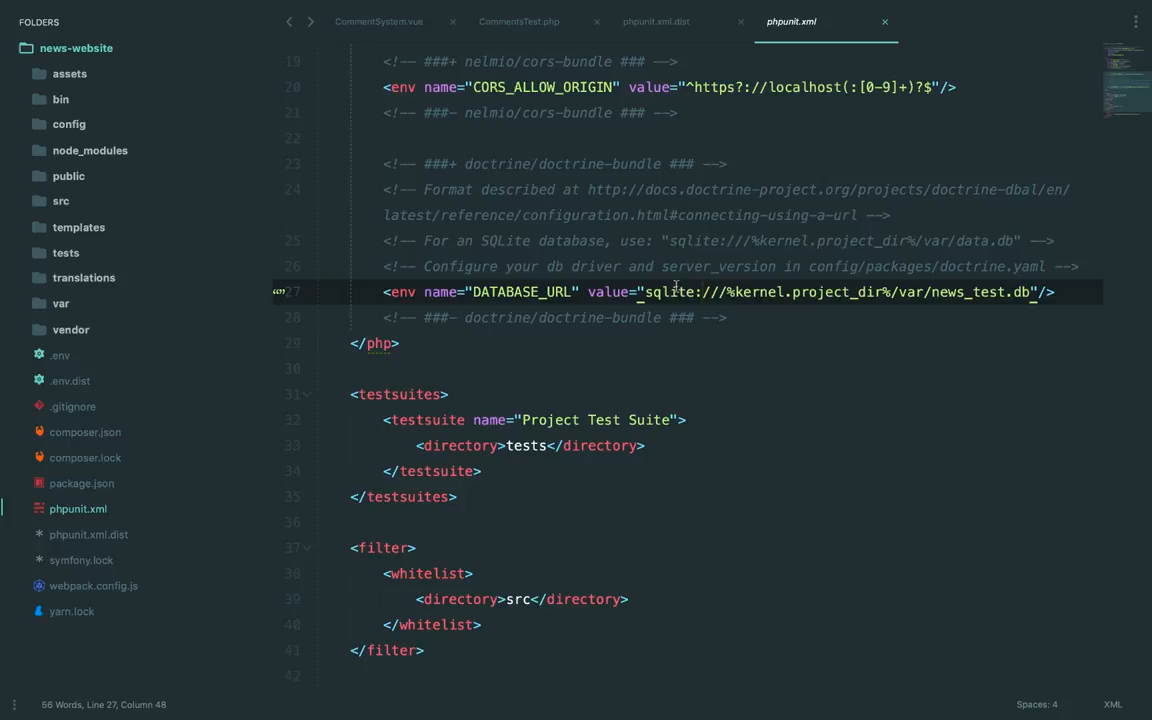 FOLDERS
news-website
assets
bin
config
node_modules
public
src
templates
tests
translations
var
vendor
.env
.env.dist
.gitignore
composer.json
composer.lock
package.json
phpunit.xml
phpunit.xml.dist
symfony.lock
webpack.config.js
yarn.lock
CommentSystem.vue
CommentsTest.php
phpunit.xml.dist
phpunit.xml
19 <!-- ###+ nelmio/cors-bundle ### -->
20 <env name="CORS_ALLOW_ORIGIN" value="^https?://localhost(:[0-9]+)?$"/>
21 <!-- ###- nelmio/cors-bundle ### -->
22
23 <!-- ###+ doctrine/doctrine-bundle ### -->
24 <!-- Format described at http://docs.doctrine-project.org/projects/doctrine-dbal/en/
latest/reference/configuration.html#connecting-using-a-url -->
25 <!-- For an SQLite database, use: "sqlite:///%kernel.project_dir%/var/data.db" -->
26 <!-- Configure your db driver and server_version in config/packages/doctrine.yaml -->
27 <env name="DATABASE_URL" value="sqlite:///%kernel.project_dir%/var/news_test.db"/>
28 <!-- ###- doctrine/doctrine-bundle ### -->
29 </php>
30
31 <testsuites>
32 <testsuite name="Project Test Suite">
33 <directory>tests</directory>
34 </testsuite>
35 </testsuites>
36
37 <filter>
38 <whitelist>
39 <directory>src</directory>
40 </whitelist>
41 </filter>
42
56 Words, Line 27, Column 48
Spaces: 4
XML